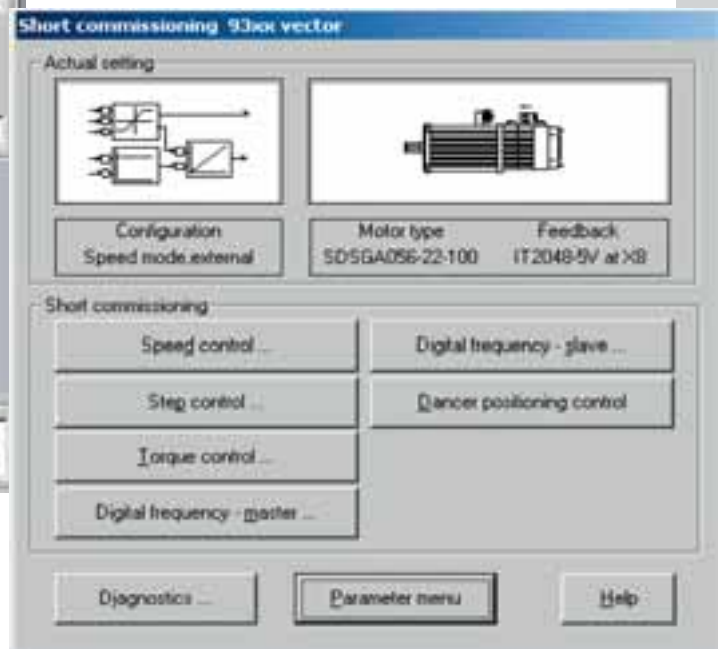 Short commissioning 93xx vector
Actual setting
Configuration
Speed mode.external
Motor type Feedback
SDSGA056-22-100 IT2048-5V at X8
Short commissioning
Speed control ...
Digital frequency - slave ...
Step control ...
Dancer positioning control
Torque control ...
Digital frequency - master ...
Diagnostics ...
Parameter menu
Help